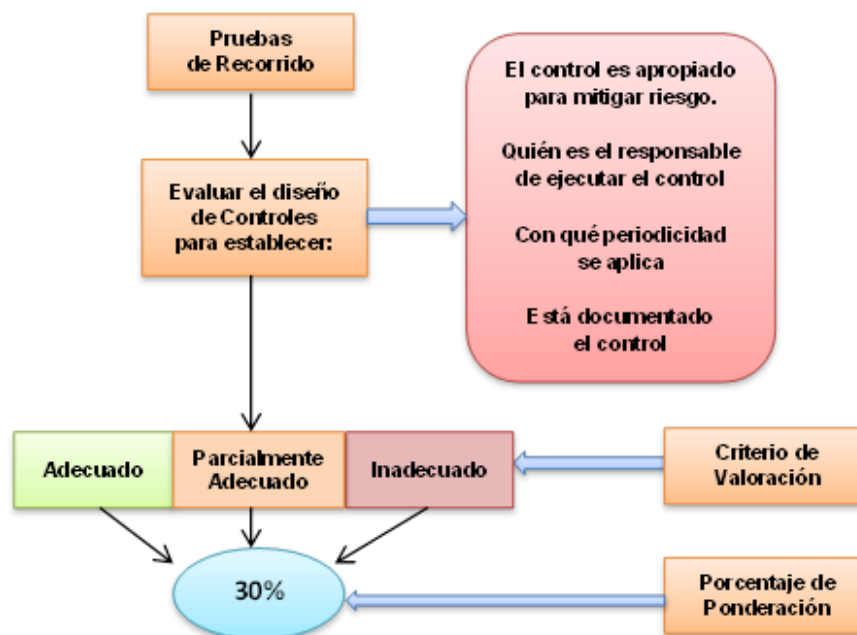 Pruebas
de Recorrido
El control es apropiado
para mitigar riesgo.
Quién es el responsable
de ejecutar el control
Con qué periodicidad
se aplica
Está documentado
el control
Evaluar el diseño
de Controles
para establecer:
Adecuado
Parcialmente
Adecuado
Inadecuado
Criterio de
Valoración
30%
Porcentaje de
Ponderación